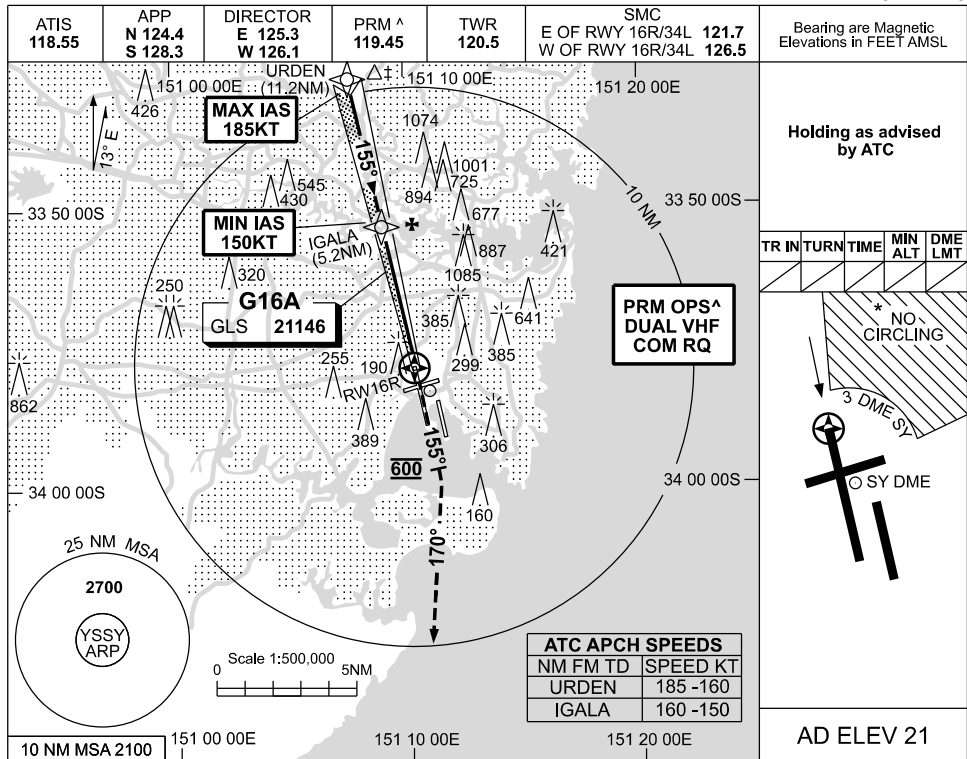 ATIS
118.55
APP
N 124.4
S 128.3
DIRECTOR
E 125.3
W 126.1
PRM ^
119.45
TWR
120.5
SMC
E OF RWY 16R/34L 121.7
W OF RWY 16R/34L 126.5
Bearing are Magnetic
Elevations in FEET AMSL
URDEN
(11.2NM)
151 00 00E
151 10 00E
151 20 00E
426
13° E
MAX IAS
185KT
155°
1074
1001
725
894
677
545
430
10 NM
33 50 00S
33 50 00S
MIN IAS
150KT
IGALA
(5.2NM)
887
421
1085
320
250
G16A
GLS 21146
385
641
385
299
PRM OPS^
DUAL VHF
COM RQ
255
190
RW16R
862
389
306
155°
600
160
34 00 00S
34 00 00S
170°
25 NM MSA
2700
YSSY
ARP
Scale 1:500,000
0 5NM
ATC APCH SPEEDS
NM FM TD SPEED KT
URDEN 185 -160
IGALA 160 -150
10 NM MSA 2100
151 00 00E
151 10 00E
151 20 00E
Holding as advised
by ATC
TR IN TURN TIME MIN ALT DME LMT
* NO
CIRCLING
3 DME SY
SY DME
AD ELEV 21